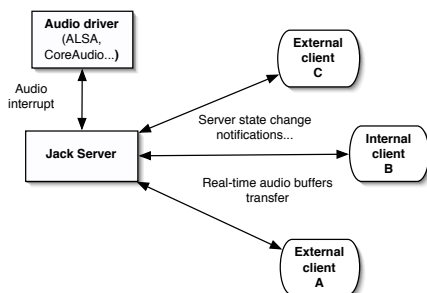 Audio driver
(ALSA,
CoreAudio...)
Audio
interrupt
Jack Server
External
client
C
Server state change
notifications...
Internal
client
B
Real-time audio buffers
transfer
External
client
A